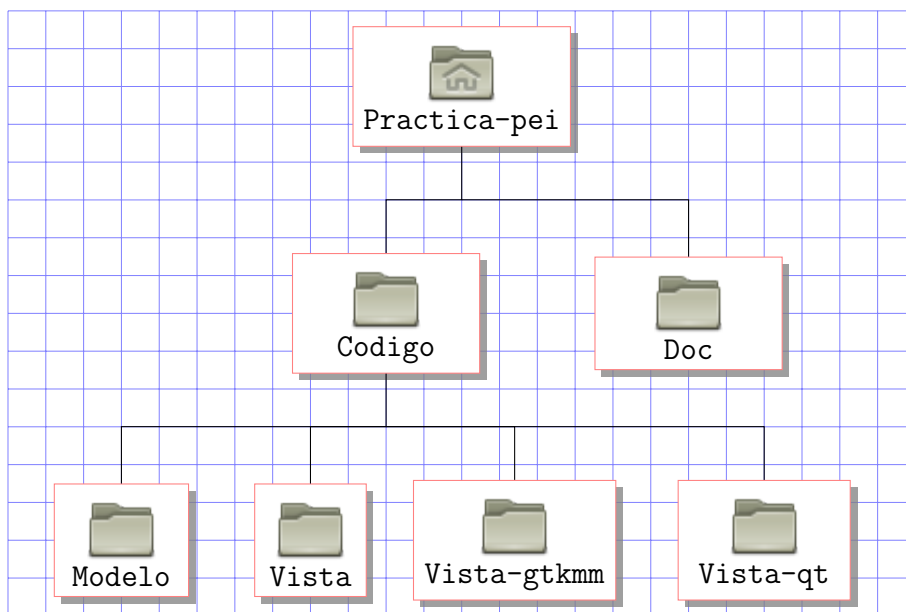 Practica-pei
Codigo
Doc
Modelo
Vista
Vista-gtkmm
Vista-qt